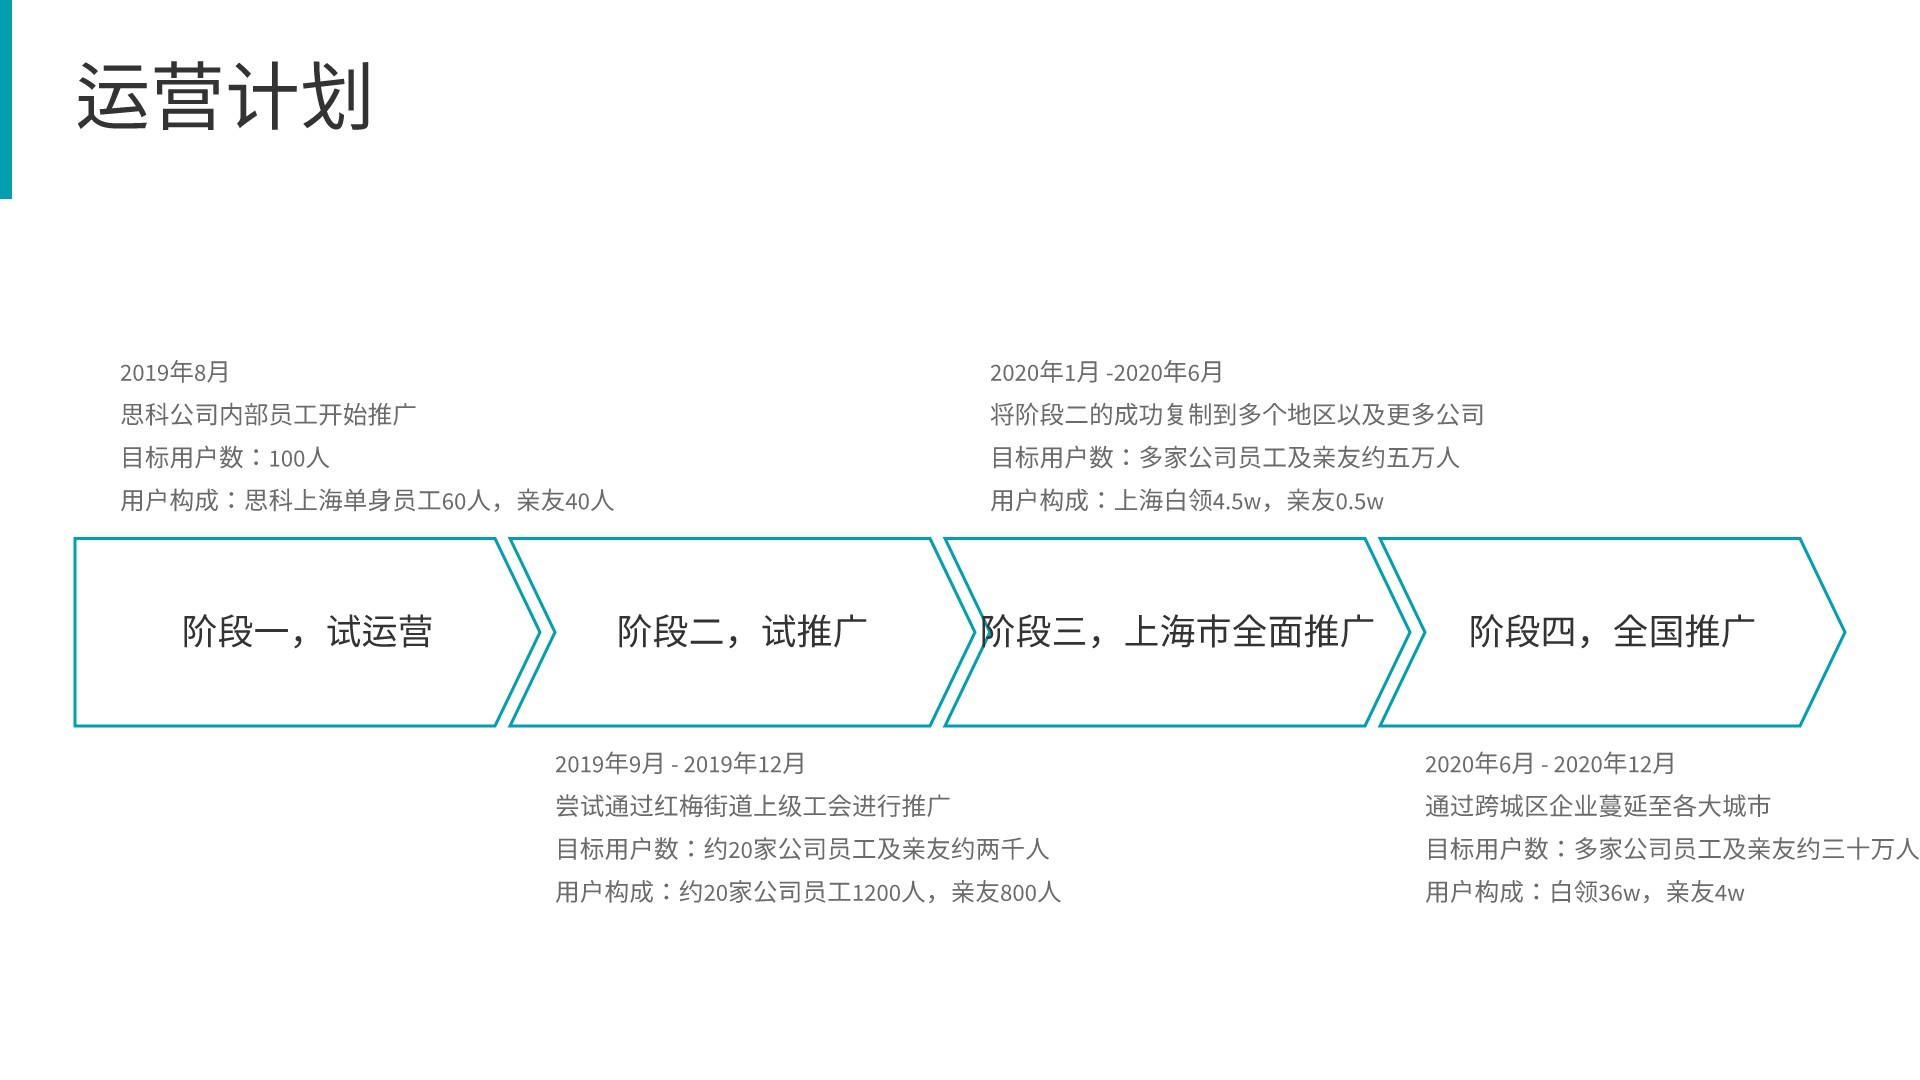 运营计划
2019年8月
思科公司内部员工开始推广
目标用户数：100人
用户构成：思科上海单身员工60人，亲友40人
2020年1月 -2020年6月
将阶段二的成功复制到多个地区以及更多公司
目标用户数：多家公司员工及亲友约五万人
用户构成：上海白领4.5w，亲友0.5w
阶段一，试运营
阶段二，试推广
阶段三，上海市全面推广
阶段四，全国推广
2019年9月 - 2019年12月
尝试通过红梅街道上级工会进行推广
目标用户数：约20家公司员工及亲友约两千人
用户构成：约20家公司员工1200人，亲友800人
2020年6月 - 2020年12月
通过跨城区企业蔓延至各大城市
目标用户数：多家公司员工及亲友约三十万人
用户构成：白领36w，亲友4w